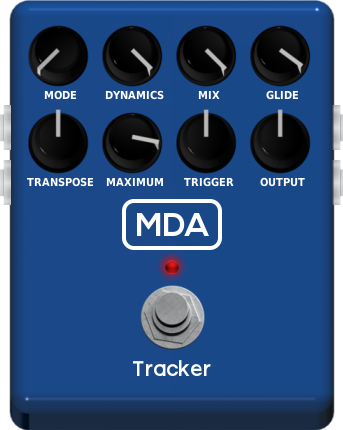 MODE DYNAMICS MIX GLIDE
TRANSPOSE MAXIMUM TRIGGER OUTPUT
MDA
Tracker